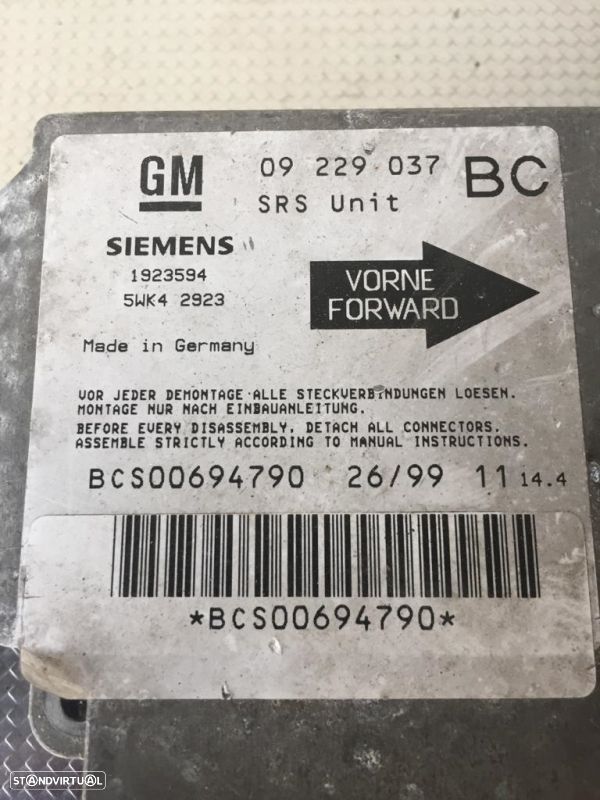 GM 09 229 037 BC
SRS Unit
SIEMENS
1923594
5WK4 2923
VORNE
FORWARD
Made in Germany
VOR JEDER DEMONTAGE ALLE STECKVERBINDUNGEN LOESEN.
MONTAGE NUR NACH EINBAUANLEITUNG.
BEFORE EVERY DISASSEMBLY, DETACH ALL CONNECTORS.
ASSEMBLE STRICTLY ACCORDING TO MANUAL INSTRUCTIONS.
BCS00694790 26/99 11 14.4
*BCS00694790*
STANDVIRTUAL